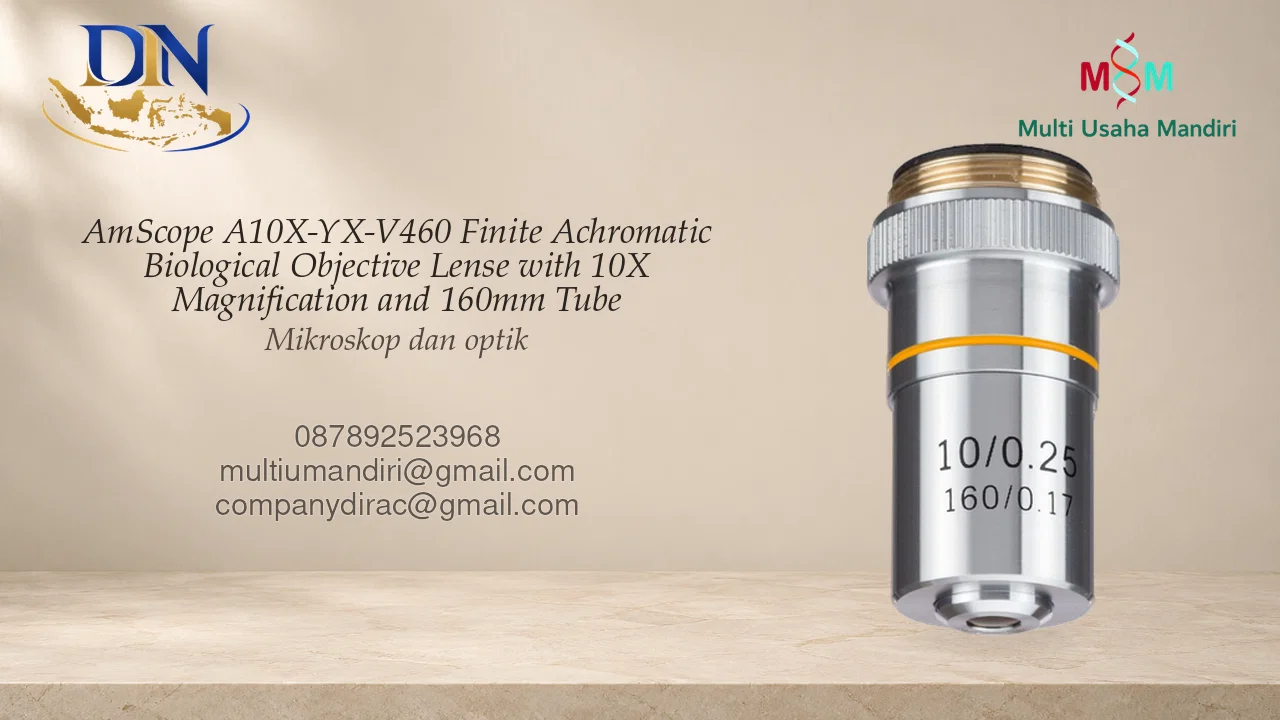 DN
M M
Multi Usaha Mandiri
AmScope A10X-YX-V460 Finite Achromatic
Biological Objective Lense with 10X
Magnification and 160mm Tube
Mikroskop dan optik
087892523968
multiumandiri@gmail.com
companydirac@gmail.com
10/0.25
160/0.17